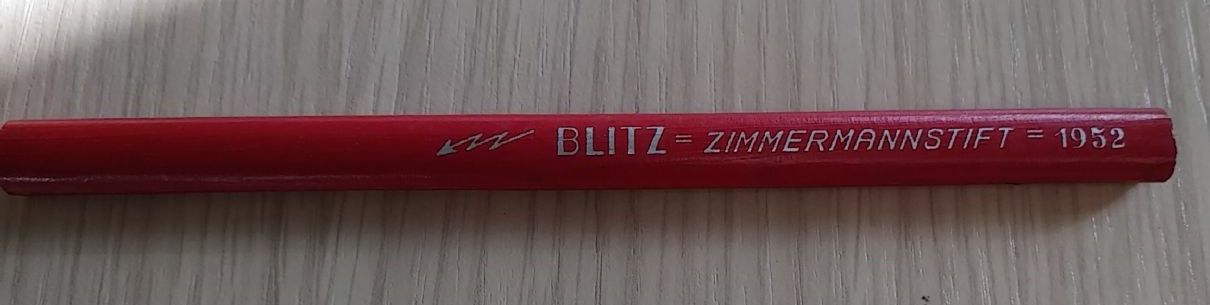 BLITZ = ZIMMERMANNSTIFT = 1952